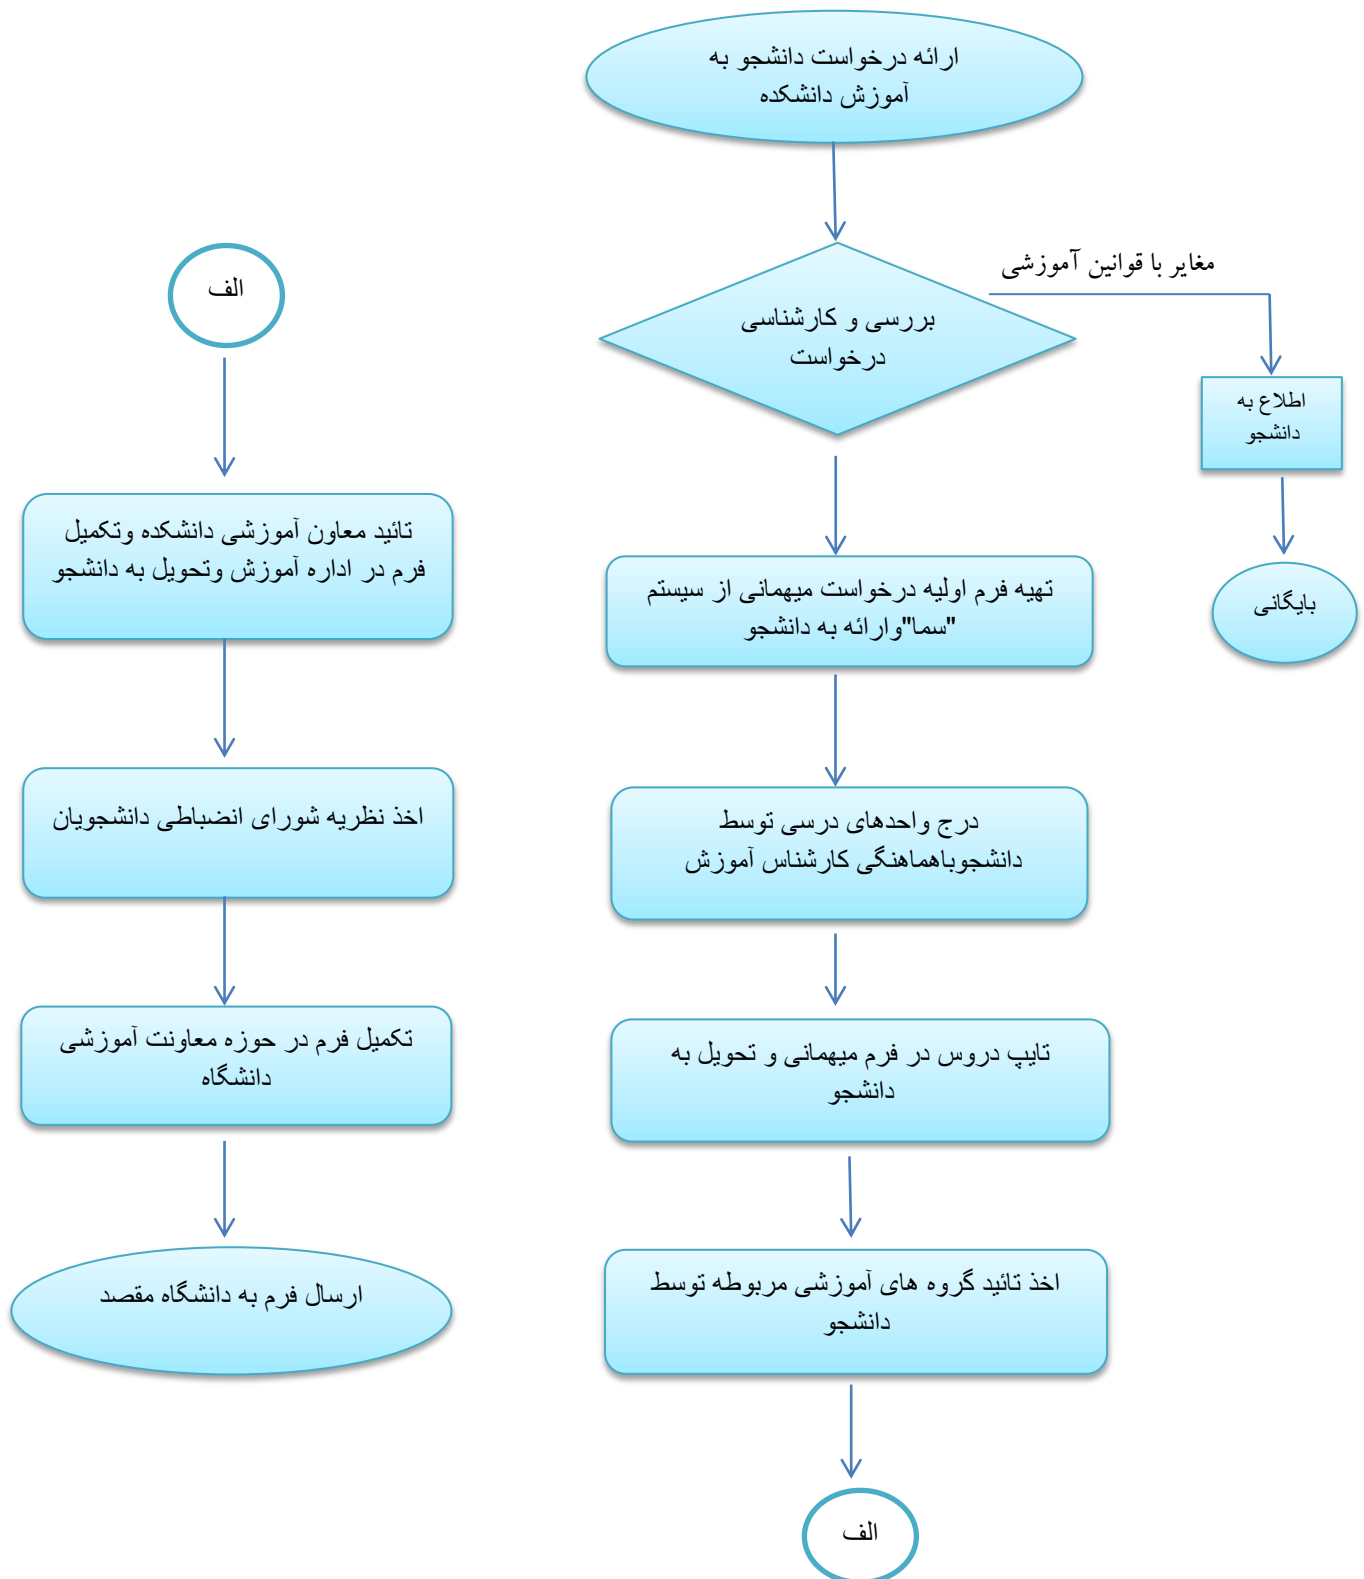 ارائه درخواست دانشجو به
آموزش دانشکده
بررسی و کارشناسی
درخواست
مغایر با قوانین آموزشی
اطلاع به
دانشجو
بایگانی
تهیه فرم اولیه درخواست میهمانی از سیستم
"سما"وارائه به دانشجو
درج واحدهای درسی توسط
دانشجوباهماهنگی کارشناس آموزش
تایپ دروس در فرم میهمانی و تحویل به
دانشجو
اخذ تائید گروه های آموزشی مربوطه توسط
دانشجو
الف
الف
تائید معاون آموزشی دانشکده وتکمیل
فرم در اداره آموزش وتحویل به دانشجو
اخذ نظریه شورای انضباطی دانشجویان
تکمیل فرم در حوزه معاونت آموزشی
دانشگاه
ارسال فرم به دانشگاه مقصد